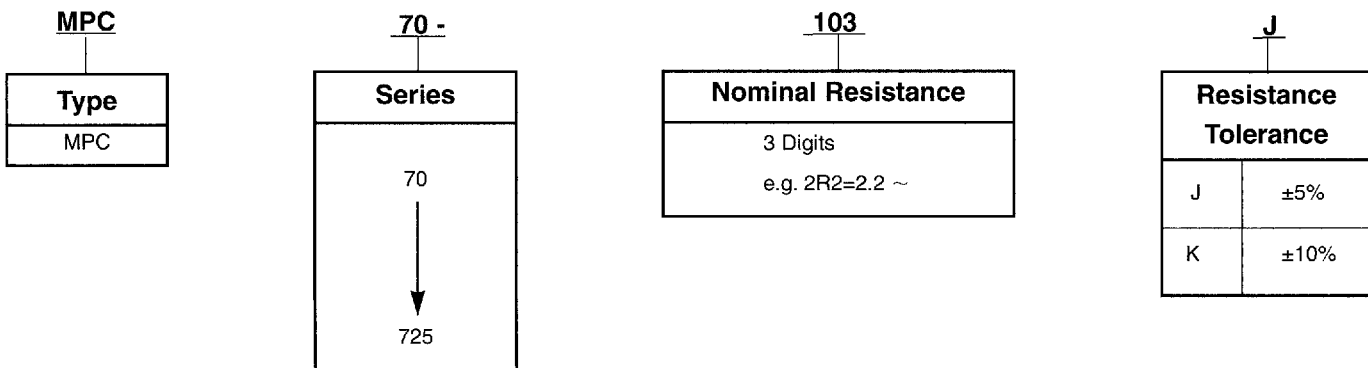 MPC
70 -
103
J
Type
MPC
Series
70
725
Nominal Resistance
3 Digits
e.g. 2R2=2.2 ~
Resistance
Tolerance
J ±5%
K ±10%